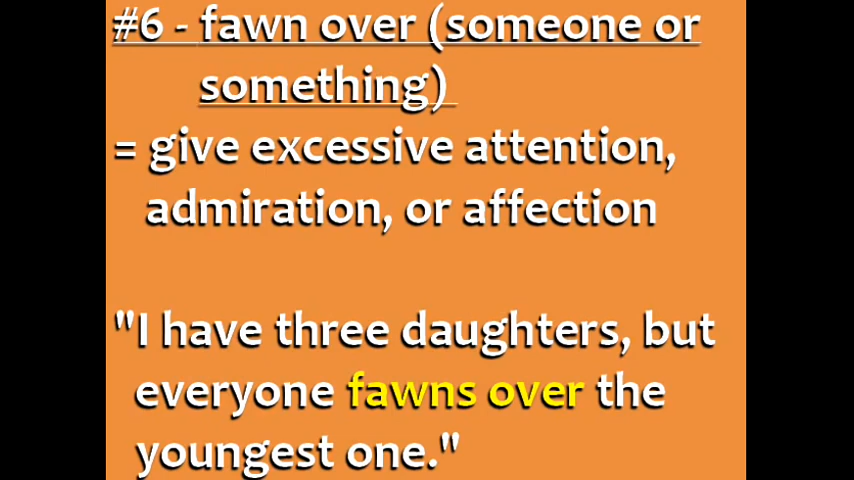 #6 - fawn over (someone or
something)
= give excessive attention,
admiration, or affection
"I have three daughters, but
everyone fawns over the
youngest one."